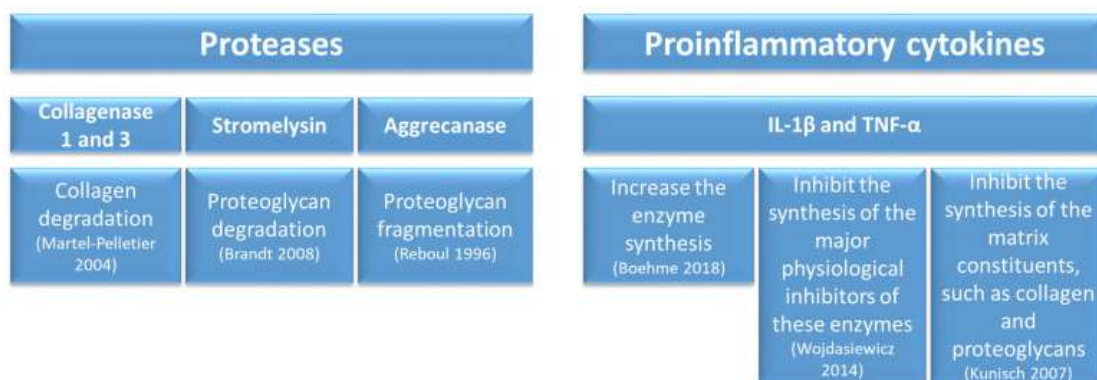 Proteases
Collagenase
1 and 3
Stromelysin
Aggrecanase
Collagen
degradation
(Martel-Pelletier
2004)
Proteoglycan
degradation
(Brandt 2008)
Proteoglycan
fragmentation
(Reboul 1996)
Proinflammatory cytokines
IL-1β and TNF-α
Increase the
enzyme
synthesis
(Boehme 2018)
Inhibit the
synthesis of the
major
physiological
inhibitors of
these enzymes
(Wojdasiewicz
2014)
Inhibit the
synthesis of the
matrix
constituents,
such as collagen
and
proteoglycans
(Kunisch 2007)